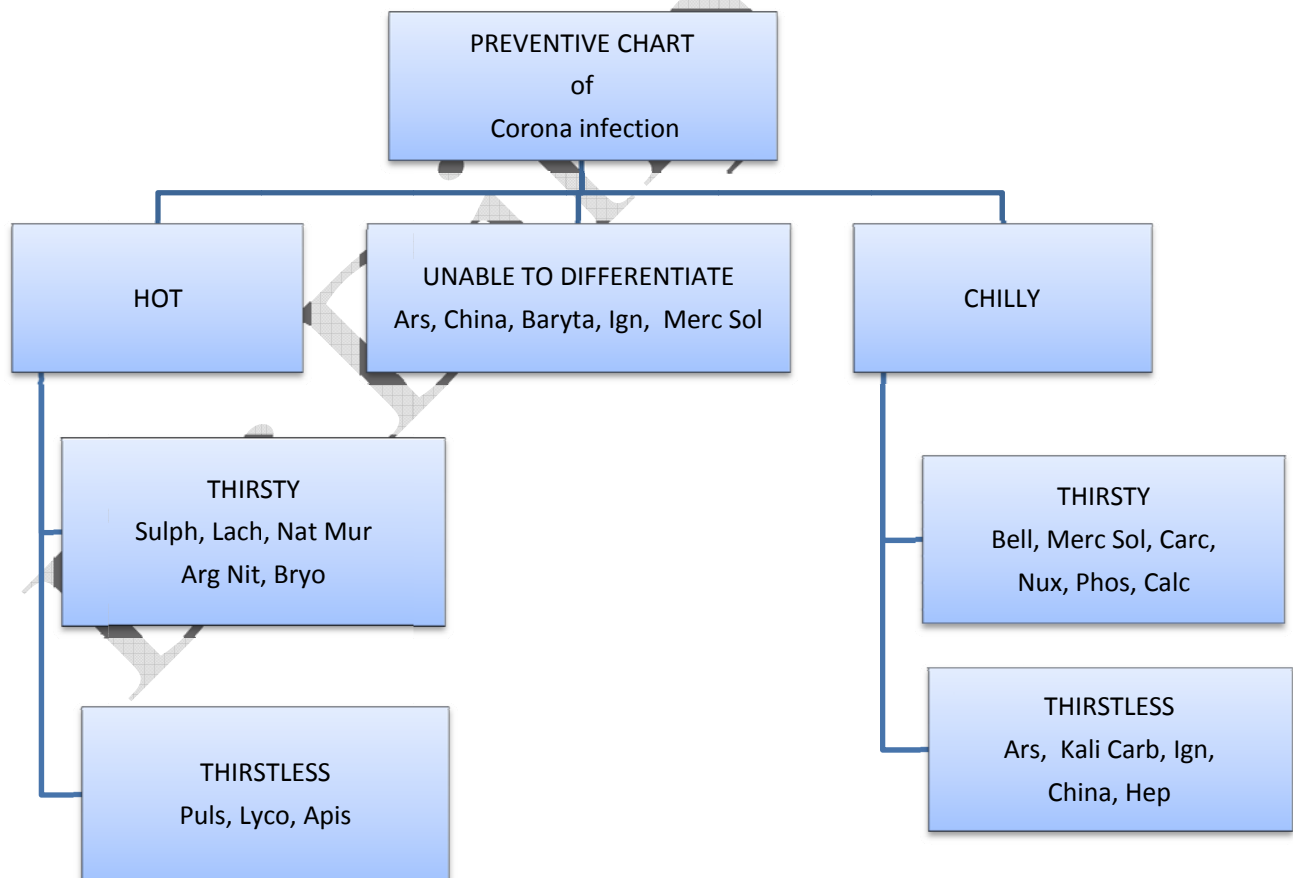 PREVENTIVE CHART
of
Corona infection
HOT
UNABLE TO DIFFERENTIATE
Ars, China, Baryta, Ign, Merc Sol
CHILLY
THIRSTY
Sulph, Lach, Nat Mur
Arg Nit, Bryo
THIRSTLESS
Puls, Lyco, Apis
THIRSTY
Bell, Merc Sol, Carc,
Nux, Phos, Calc
THIRSTLESS
Ars, Kali Carb, Ign,
China, Hep